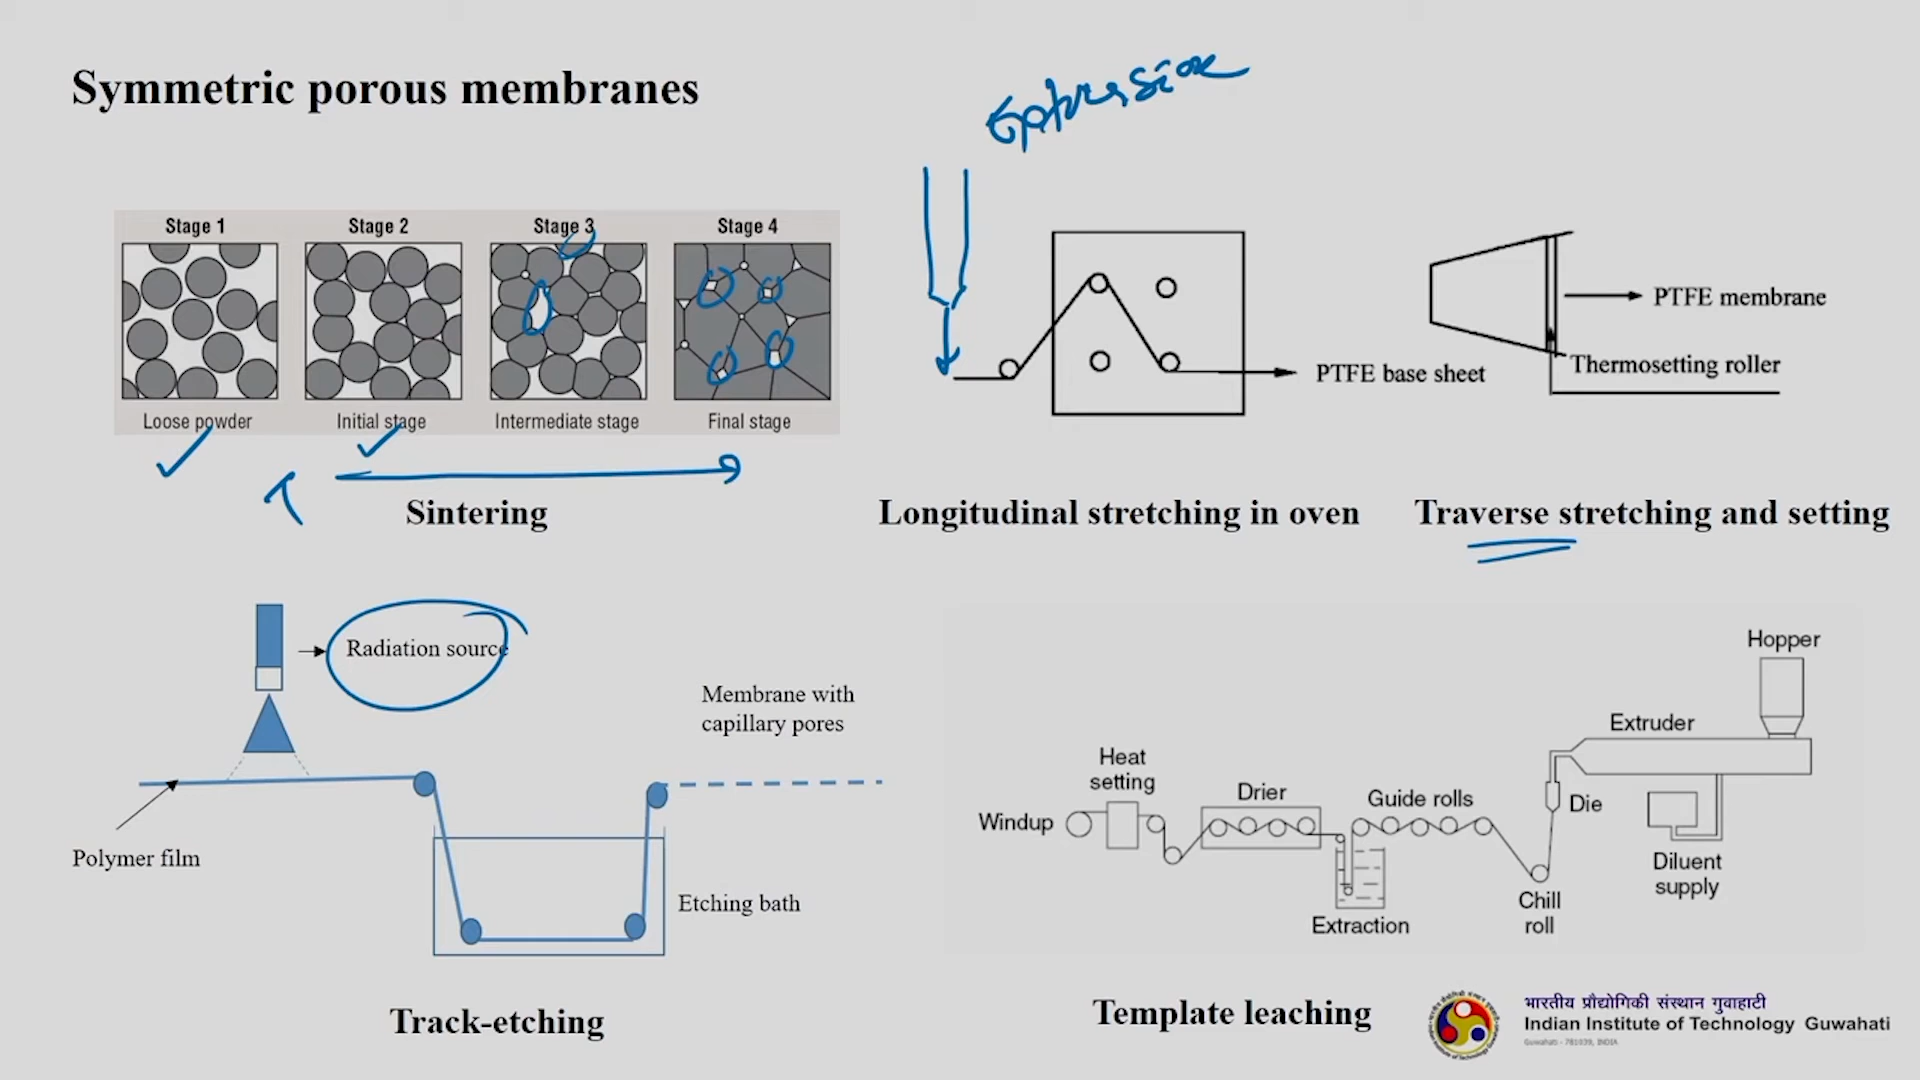 Symmetric porous membranes
Stage 1
Stage 2
Stage 3
Stage 4
Loose powder
Initial stage
Intermediate stage
Final stage
Sintering
PTFE base sheet
Longitudinal stretching in oven
PTFE membrane
Thermosetting roller
Traverse stretching and setting
Radiation source
Membrane with
capillary pores
Polymer film
Etching bath
Track-etching
Hopper
Extruder
Heat
setting
Drier
Guide rolls
Die
Windup
Diluent
supply
Chill
roll
Extraction
Template leaching
भारतीय प्रौद्योगिकी संस्थान गुवाहाटी
Indian Institute of Technology Guwahati
Guwahati - 781039, INDIA